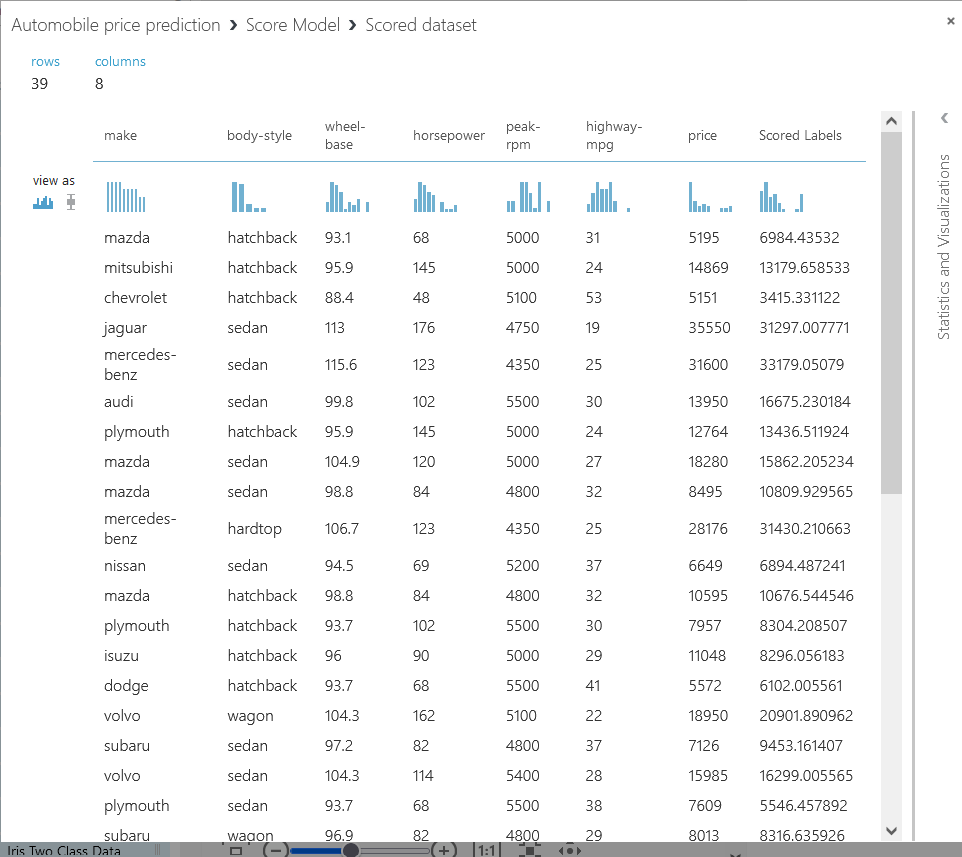 Automobile price prediction › Score Model › Scored dataset
rows columns
39 8
make body-style wheel-base horsepower peak-rpm highway-mpg price Scored Labels
view as
mazda hatchback 93.1 68 5000 31 5195 6984.43532
mitsubishi hatchback 95.9 145 5000 24 14869 13179.658533
chevrolet hatchback 88.4 48 5100 53 5151 3415.331122
jaguar sedan 113 176 4750 19 35550 31297.007771
mercedes-benz sedan 115.6 123 4350 25 31600 33179.05079
audi sedan 99.8 102 5500 30 13950 16675.230184
plymouth hatchback 95.9 145 5000 24 12764 13436.511924
mazda sedan 104.9 120 5000 27 18280 15862.205234
mazda sedan 98.8 84 4800 32 8495 10809.929565
mercedes-benz hardtop 106.7 123 4350 25 28176 31430.210663
nissan sedan 94.5 69 5200 37 6649 6894.487241
mazda hatchback 98.8 84 4800 32 10595 10676.544546
plymouth hatchback 93.7 102 5500 30 7957 8304.208507
isuzu hatchback 96 90 5000 29 11048 8296.056183
dodge hatchback 93.7 68 5500 41 5572 6102.005561
volvo wagon 104.3 162 5100 22 18950 20901.890962
subaru sedan 97.2 82 4800 37 7126 9453.161407
volvo sedan 104.3 114 5400 28 15985 16299.005565
plymouth sedan 93.7 68 5500 38 7609 5546.457892
subaru wagon 96.9 82 4800 29 8013 8316.635926
Statistics and Visualizations
Iris Two Class Data
1:1